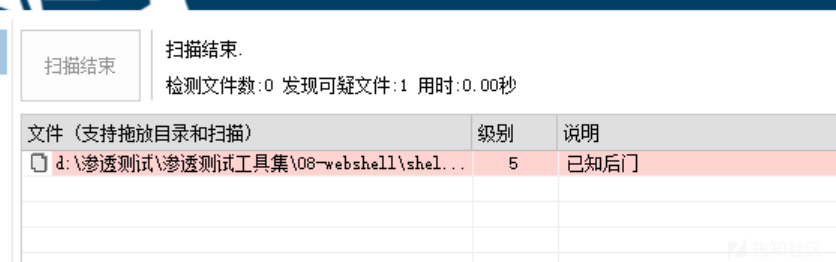 扫描结束
扫描结束.
检测文件数:0 发现可疑文件:1 用时:0.00秒
文件 (支持拖放目录和扫描) 级别 说明
d:\渗透测试\渗透测试工具集\08-webshell\shel... 5 已知后门
先知社区